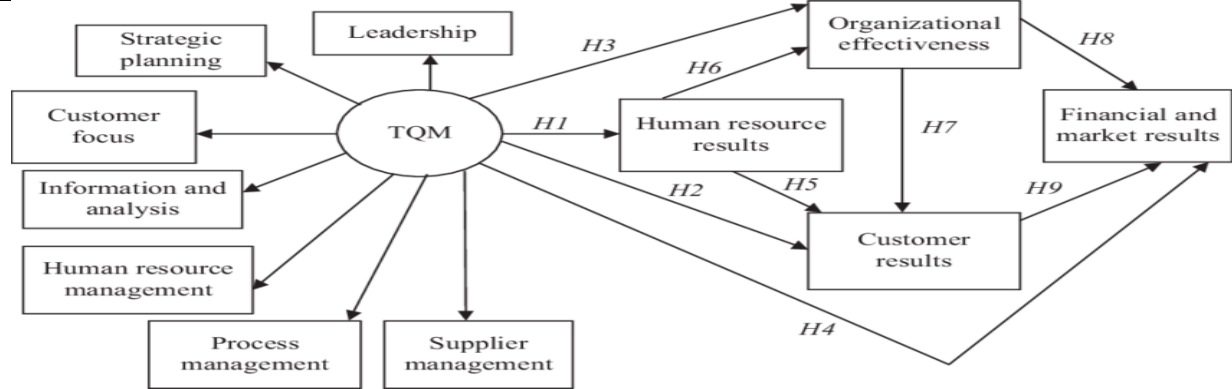 Leadership
Strategic
planning
Customer
focus
TQM
Information and
analysis
Human resource
management
Process
management
Supplier
management
H1
H2
H3
H4
Human resource
results
H5
H6
Organizational
effectiveness
H7
Customer
results
H8
H9
Financial and
market results